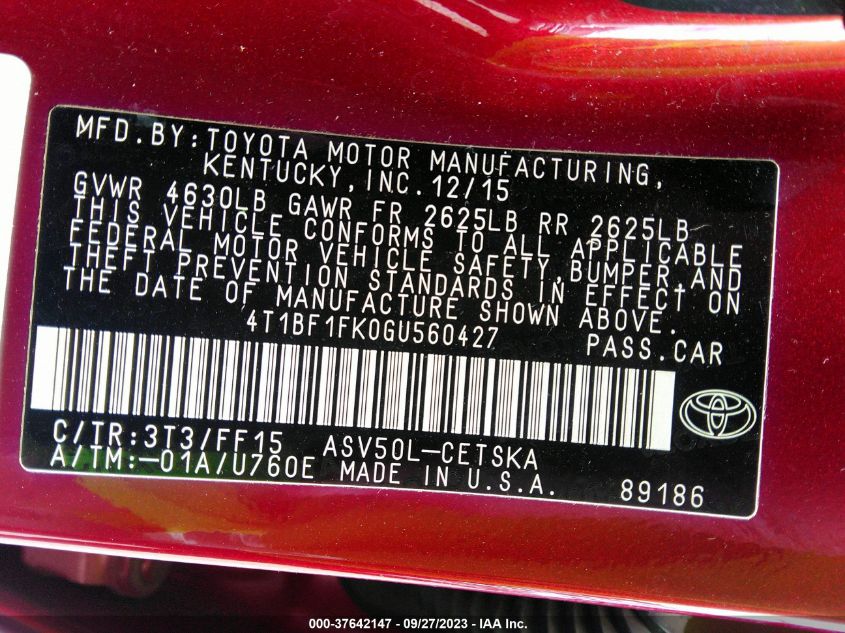 MFD.BY:TOYOTA MOTOR MANUFACTURING,
KENTUCKY,INC.12/15
GVWR 4630LB GAWR FR 2625LB RR 2625LB
THIS VEHICLE CONFORMS TO ALL APPLICABLE
FEDERAL MOTOR VEHICLE SAFETY,BUMPER,AND
THEFT PREVENTION STANDARDS IN EFFECT ON
THE DATE OF MANUFACTURE SHOWN ABOVE.
4T1BF1FK0GU560427 PASS.CAR
C/TR:3T3/FF15 ASV50L-CETSKA
A/TM:-01A/U760E MADE IN U.S.A. 89186
000-37642147 - 09/27/2023 - IAA Inc.